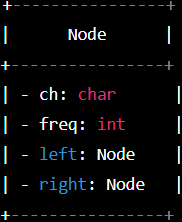 +----------------+
|      Node      |
+----------------+
| - ch: char     |
| - freq: int    |
| - left: Node   |
| - right: Node  |
+----------------+